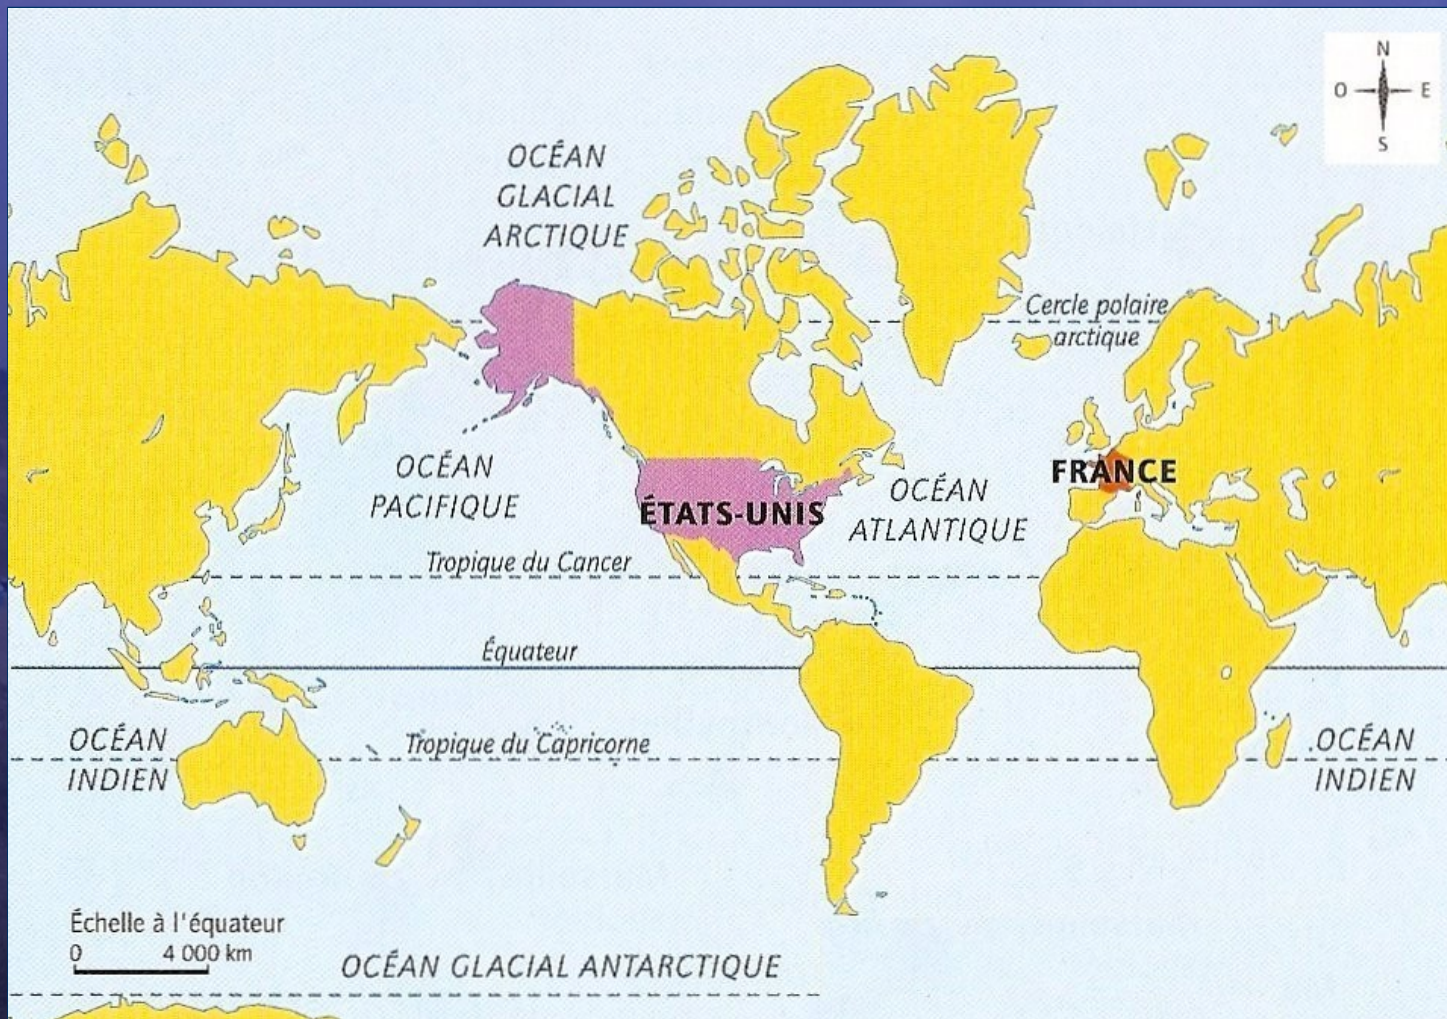 N
O E
S
OCÉAN
GLACIAL
ARCTIQUE
Cercle polaire
arctique
OCÉAN
PACIFIQUE
ÉTATS-UNIS
OCÉAN
ATLANTIQUE
FRANCE
Tropique du Cancer
Équateur
OCÉAN
INDIEN
Tropique du Capricorne
OCÉAN
INDIEN
Échelle à l'équateur
0 4 000 km
OCÉAN GLACIAL ANTARCTIQUE